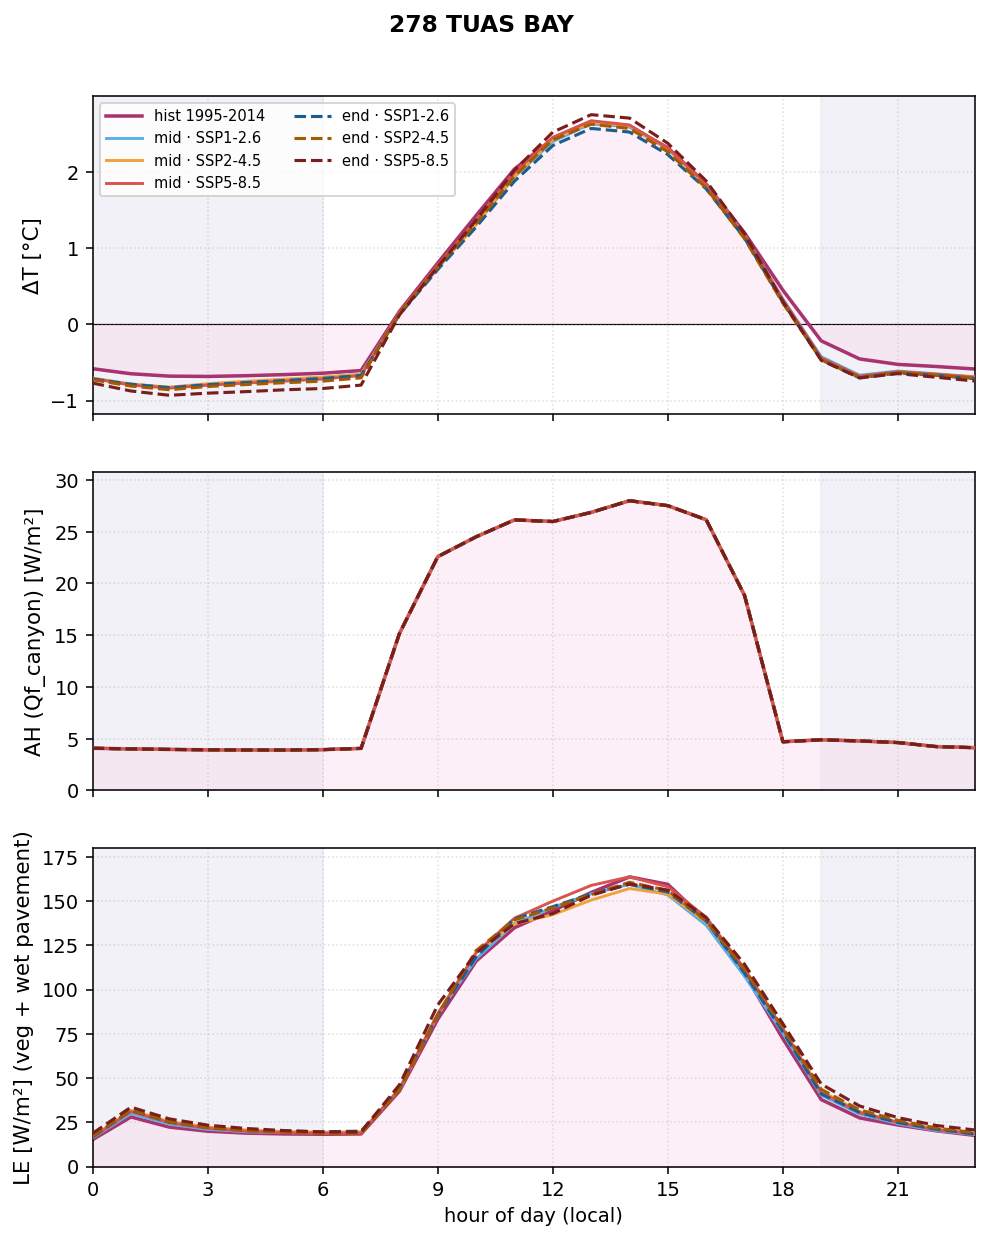 278 TUAS BAY
hist 1995-2014
mid · SSP1-2.6
mid · SSP2-4.5
mid · SSP5-8.5
end · SSP1-2.6
end · SSP2-4.5
end · SSP5-8.5
ΔT [°C]
2
1
0
−1
AH (Qf_canyon) [W/m²]
30
25
20
15
10
5
0
LE [W/m²] (veg + wet pavement)
175
150
125
100
75
50
25
0
0 3 6 9 12 15 18 21
hour of day (local)